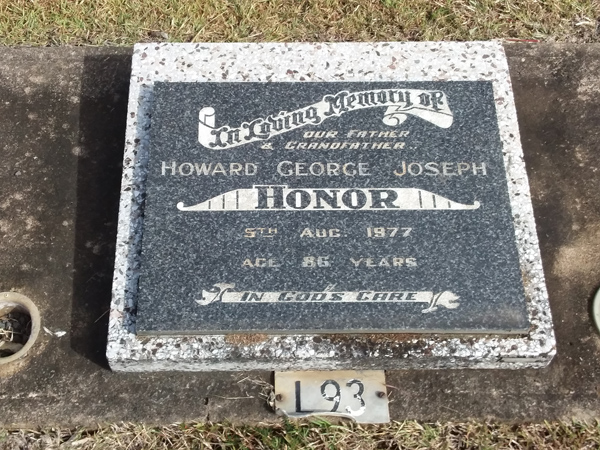 In Loving Memory of
OUR FATHER
& GRANDFATHER
HOWARD GEORGE JOSEPH
HONOR
5TH AUG. 1977
AGE 86 YEARS
IN GOD'S CARE
L 93